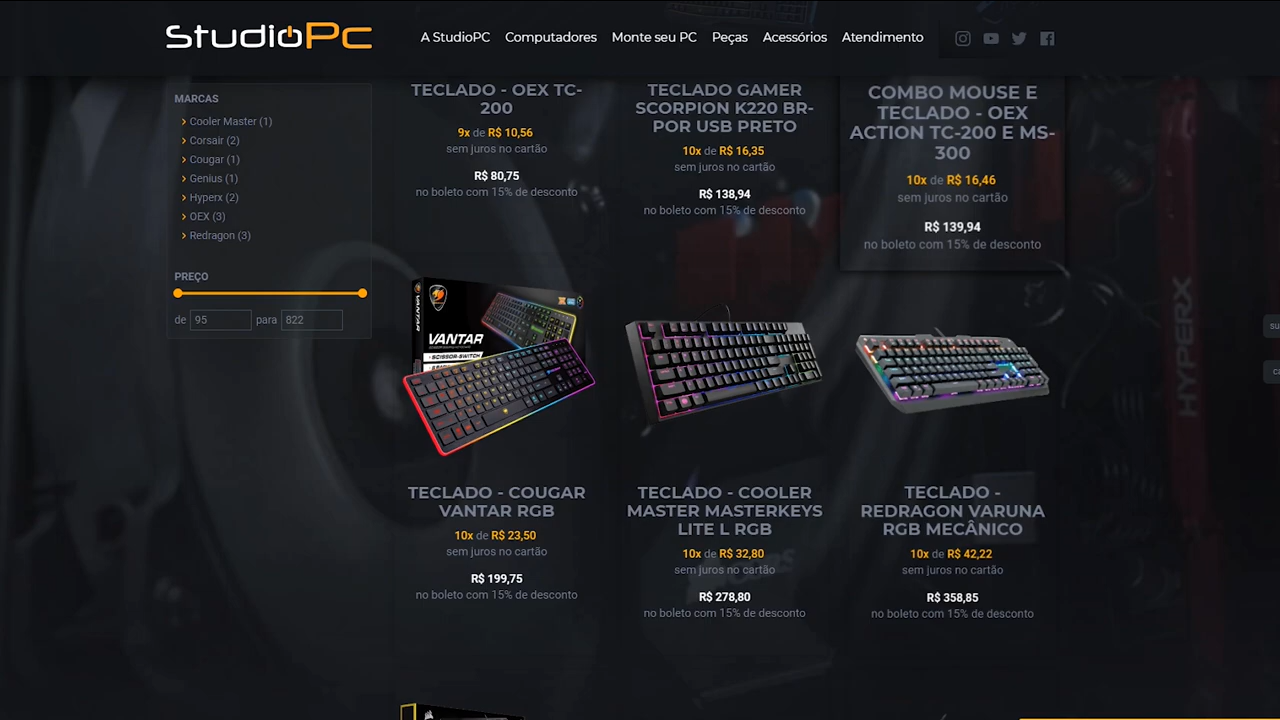 StudioPc
A StudioPC
Computadores
Monte seu PC
Peças
Acessórios
Atendimento
MARCAS
Cooler Master (1)
Corsair (2)
Cougar (1)
Genius (1)
Hyperx (2)
OEX (3)
Redragon (3)
PREÇO
de 95 para 822
TECLADO - OEX TC-
200
9x de R$ 10,56
sem juros no cartão
R$ 80,75
no boleto com 15% de desconto
TECLADO GAMER
SCORPION K220 BR-
POR USB PRETO
10x de R$ 16,35
sem juros no cartão
R$ 138,94
no boleto com 15% de desconto
COMBO MOUSE E
TECLADO - OEX
ACTION TC-200 E MS-
300
10x de R$ 16,46
sem juros no cartão
R$ 139,94
no boleto com 15% de desconto
VANTAR
VANTAR
SCISSOR-SWITCH
TECLADO - COUGAR
VANTAR RGB
10x de R$ 23,50
sem juros no cartão
R$ 199,75
no boleto com 15% de desconto
TECLADO - COOLER
MASTER MASTERKEYS
LITE L RGB
10x de R$ 32,80
sem juros no cartão
R$ 278,80
no boleto com 15% de desconto
TECLADO -
REDRAGON VARUNA
RGB MECÂNICO
10x de R$ 42,22
sem juros no cartão
R$ 358,85
no boleto com 15% de desconto
HYPERX
su
ca